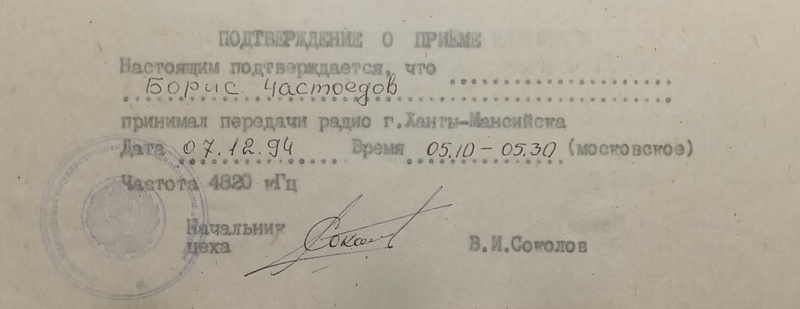 ПОДТВЕРЖДЕНИЕ О ПРИЕМЕ
Настоящим подтверждается, что
Борис Частоедов
принимал передачи радио г.Ханты-Мансийска
Дата 07.12.94 Время 05.10 - 05.30 (московское)
Частота 4820 кГц
Начальник
цеха В.И.Соколов